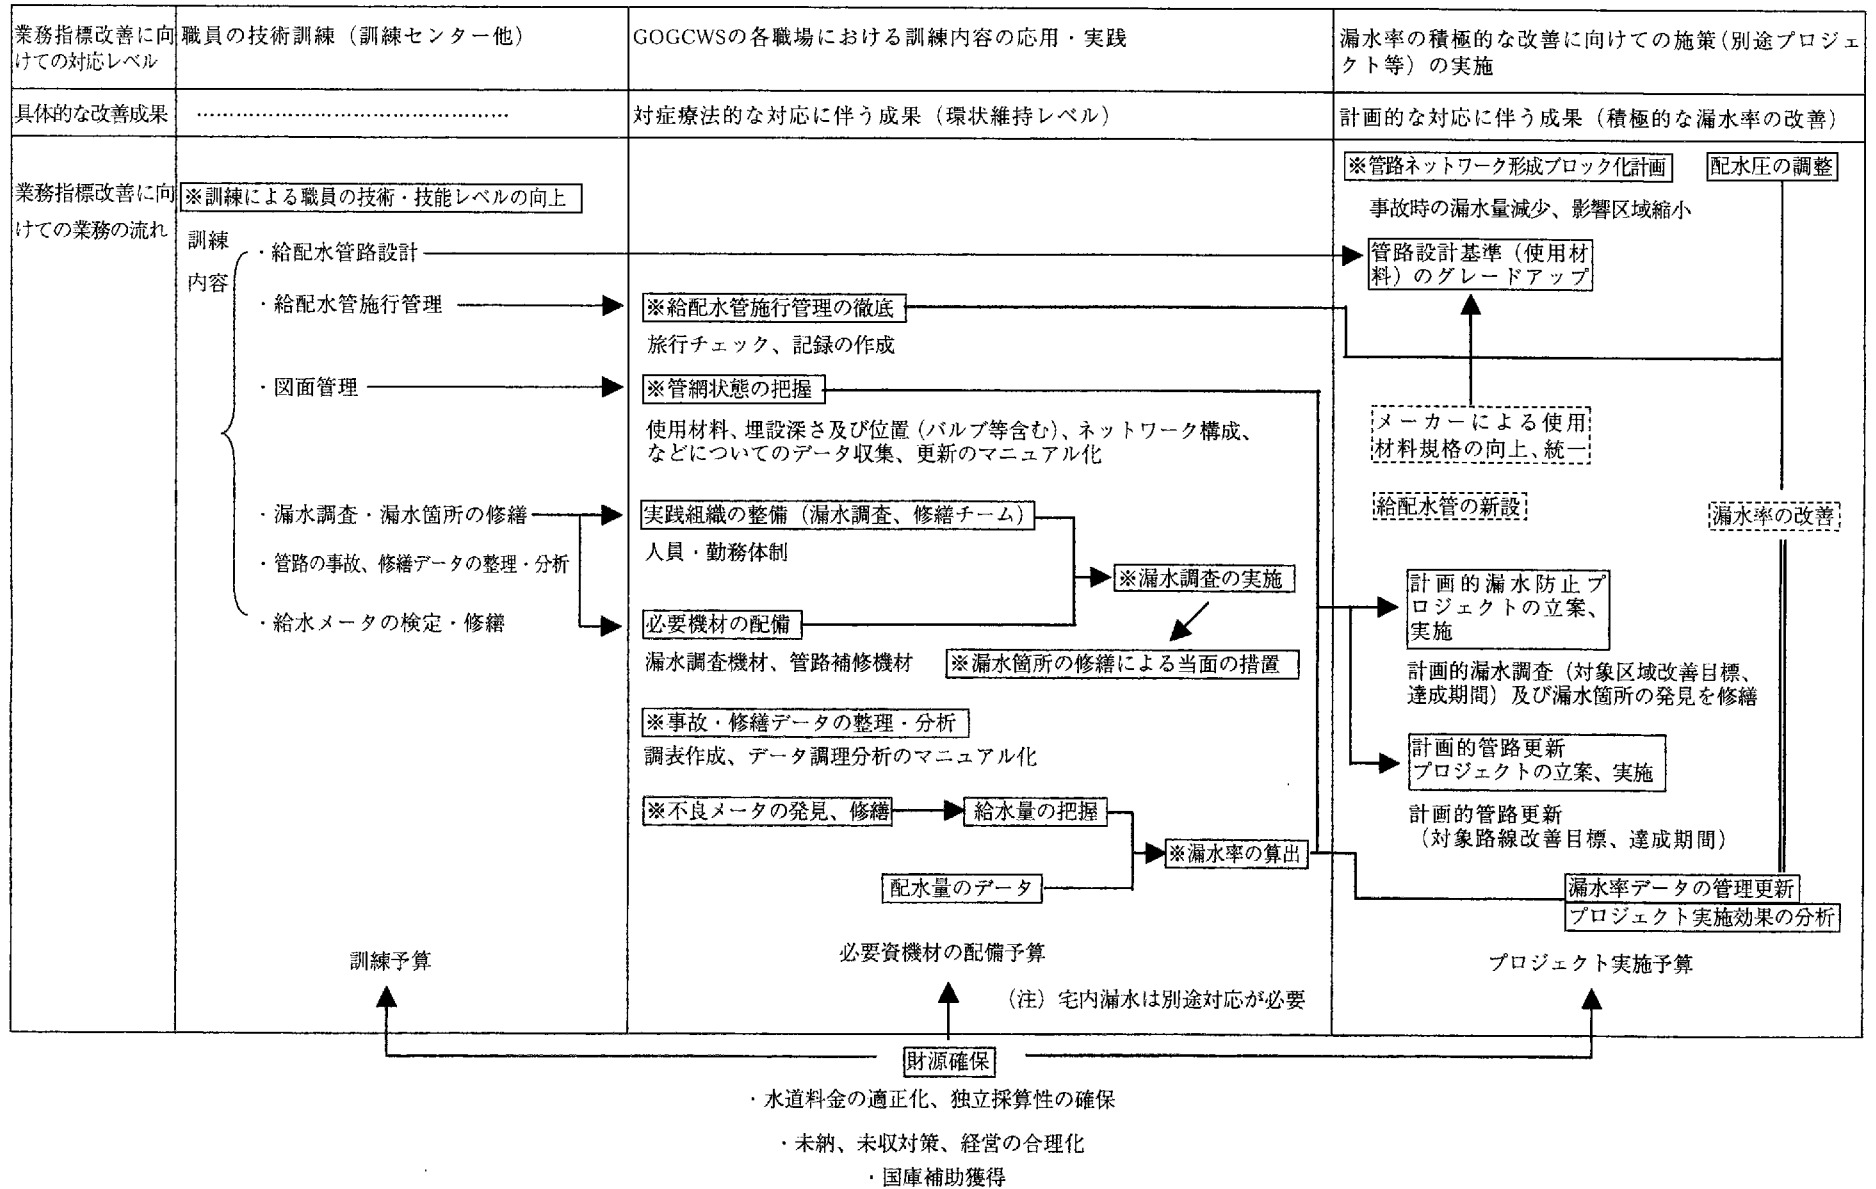 業務指標改善に向
けての対応レベル
職員の技術訓練（訓練センター他）
GOGCWSの各職場における訓練内容の応用・実践
漏水率の積極的な改善に向けての施策（別途プロジェ
クト等）の実施
具体的な改善成果
……………………………………
対症療法的な対応に伴う成果（環状維持レベル）
計画的な対応に伴う成果（積極的な漏水率の改善）
業務指標改善に向
けての業務の流れ
※訓練による職員の技術・技能レベルの向上
訓練
内容
・給配水管路設計
・給配水管施行管理
・図面管理
・漏水調査・漏水箇所の修繕
・管路の事故、修繕データの整理・分析
・給水メータの検定・修繕
訓練予算
※給配水管施行管理の徹底
旅行チェック、記録の作成
※管網状態の把握
使用材料、埋設深さ及び位置（バルブ等含む）、ネットワーク構成、
などについてのデータ収集、更新のマニュアル化
実践組織の整備（漏水調査、修繕チーム）
人員・勤務体制
※漏水調査の実施
必要機材の配備
漏水調査機材、管路補修機材
※漏水箇所の修繕による当面の措置
※事故・修繕データの整理・分析
調表作成、データ調理分析のマニュアル化
※不良メータの発見、修繕
給水量の把握
※漏水率の算出
配水量のデータ
必要資機材の配備予算
（注）宅内漏水は別途対応が必要
※管路ネットワーク形成ブロック化計画
配水圧の調整
事故時の漏水量減少、影響区域縮小
管路設計基準（使用材
料）のグレードアップ
メーカーによる使用
材料規格の向上、統一
給配水管の新設
漏水率の改善
計画的漏水防止プ
ロジェクトの立案、
実施
計画的漏水調査（対象区域改善目標、
達成期間）及び漏水箇所の発見を修繕
計画的管路更新
プロジェクトの立案、実施
計画的管路更新
（対象路線改善目標、達成期間）
漏水率データの管理更新
プロジェクト実施効果の分析
プロジェクト実施予算
財源確保
・水道料金の適正化、独立採算性の確保
・未納、未収対策、経営の合理化
・国庫補助獲得